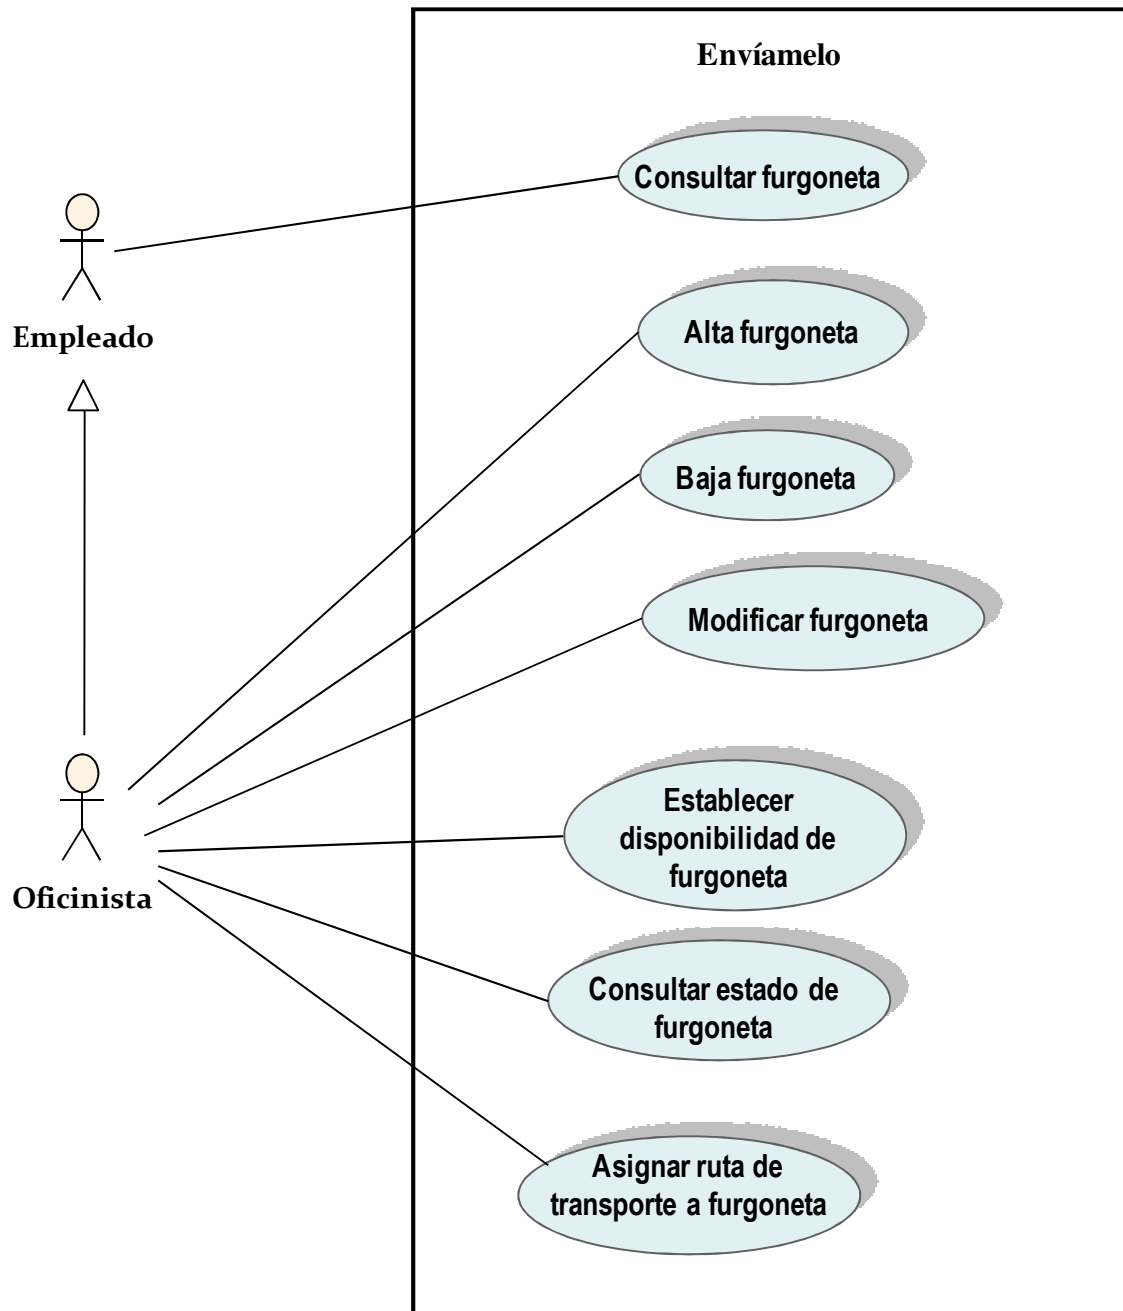 Envíamelo
Consultar furgoneta
Empleado
Alta furgoneta
Baja furgoneta
Modificar furgoneta
Establecer
disponibilidad de
furgoneta
Oficinista
Consultar estado de
furgoneta
Asignar ruta de
transporte a furgoneta